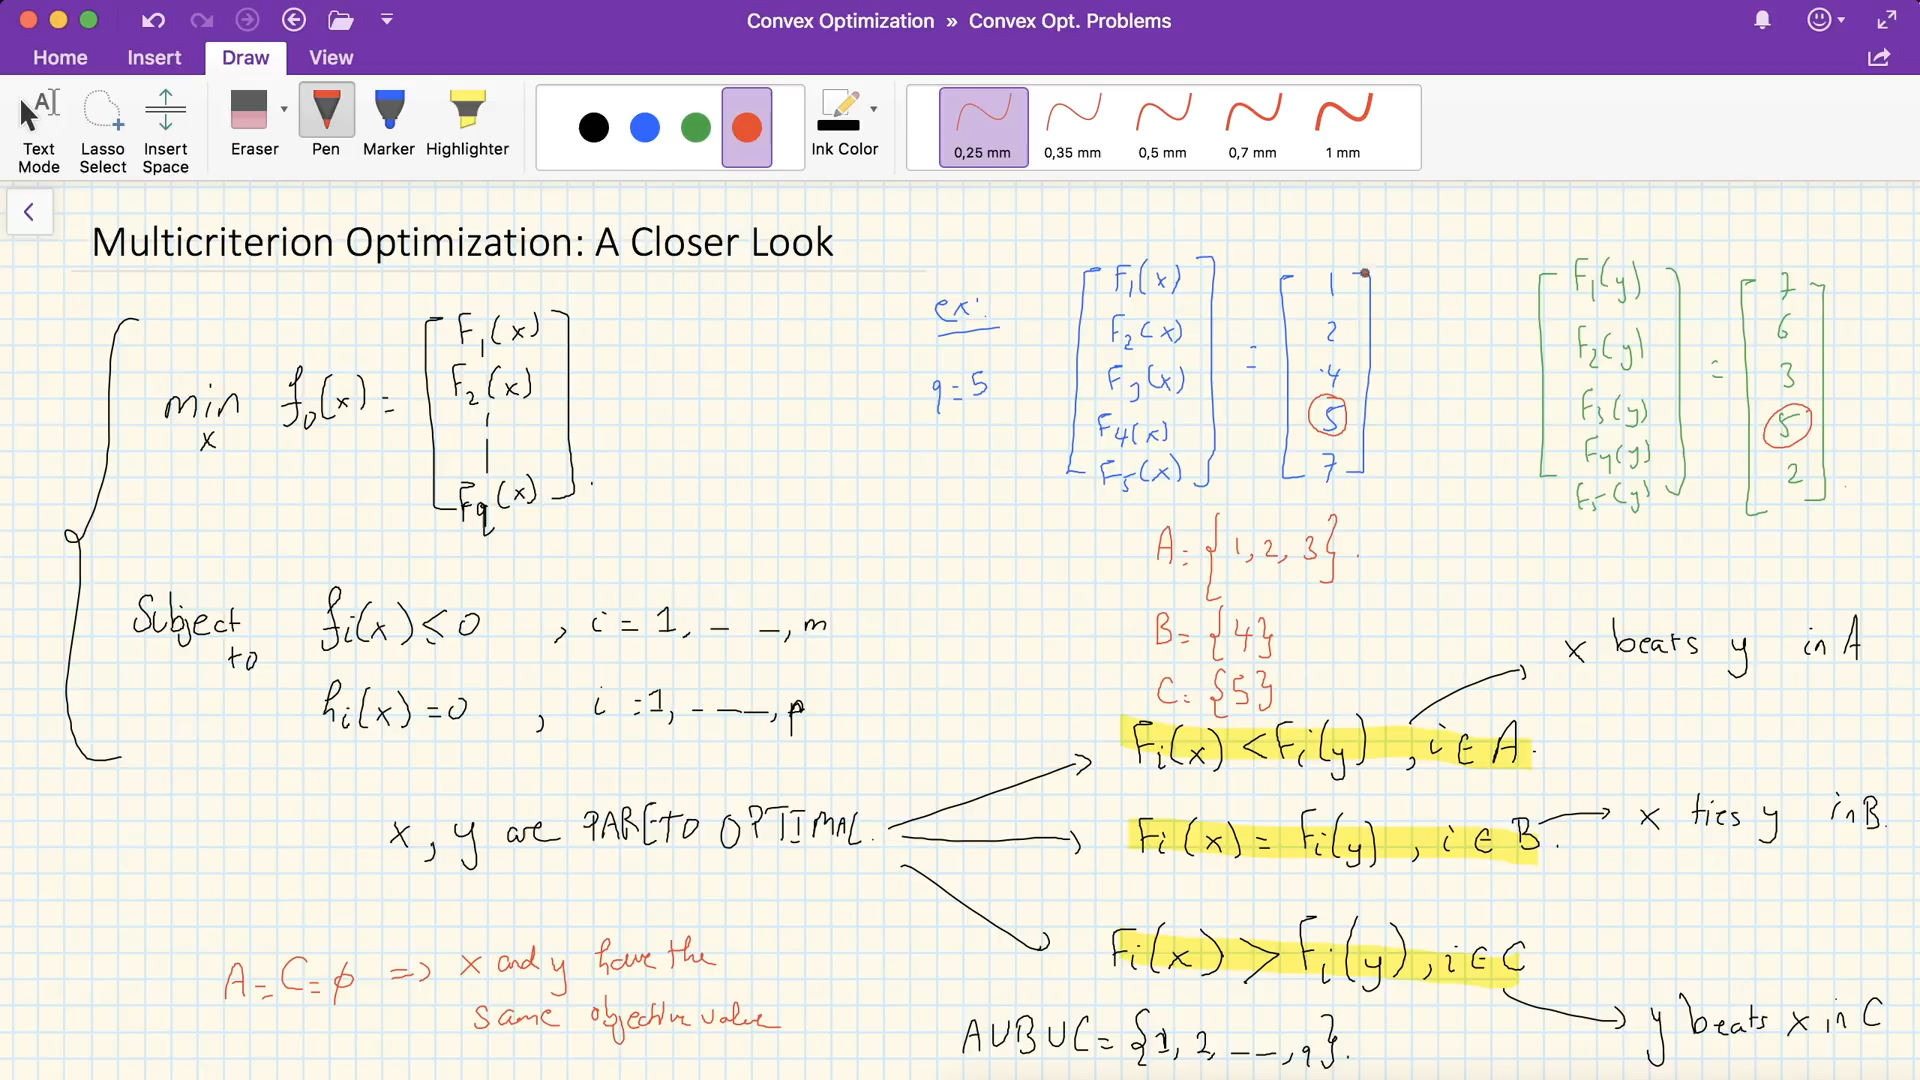 Convex Optimization » Convex Opt. Problems
Home Insert Draw View
Text Mode
Lasso Select
Insert Space
Eraser
Pen
Marker
Highlighter
Ink Color
0,25 mm
0,35 mm
0,5 mm
0,7 mm
1 mm
Multicriterion Optimization: A Closer Look
min f₀(x) = [F₁(x)
x F₂(x)
Fq(x)].
Subject to fi(x) ≤ 0 , i = 1, _ _, m
hi(x) = 0 , i = 1, _ __, p
x, y are PARETO OPTIMAL.
A = C = φ => x and y have the
same objective value
ex:
q = 5
[F₁(x) F₂(x) F₃(x) F₄(x) F₅(x)] = [1 2 4 5 7]
[F₁(y) F₂(y) F₃(y) F₄(y) F₅(y)] = [7 6 3 5 2]
A = {1, 2, 3}.
B = {4}
C = {5}
Fi(x) < Fi(y) , i ∈ A.
x beats y in A
Fi(x) = Fi(y) , i ∈ B.
x ties y in B.
Fi(x) > Fi(y), i ∈ C
y beats x in C
A ∪ B ∪ C = {1, 2, _ _, q}.